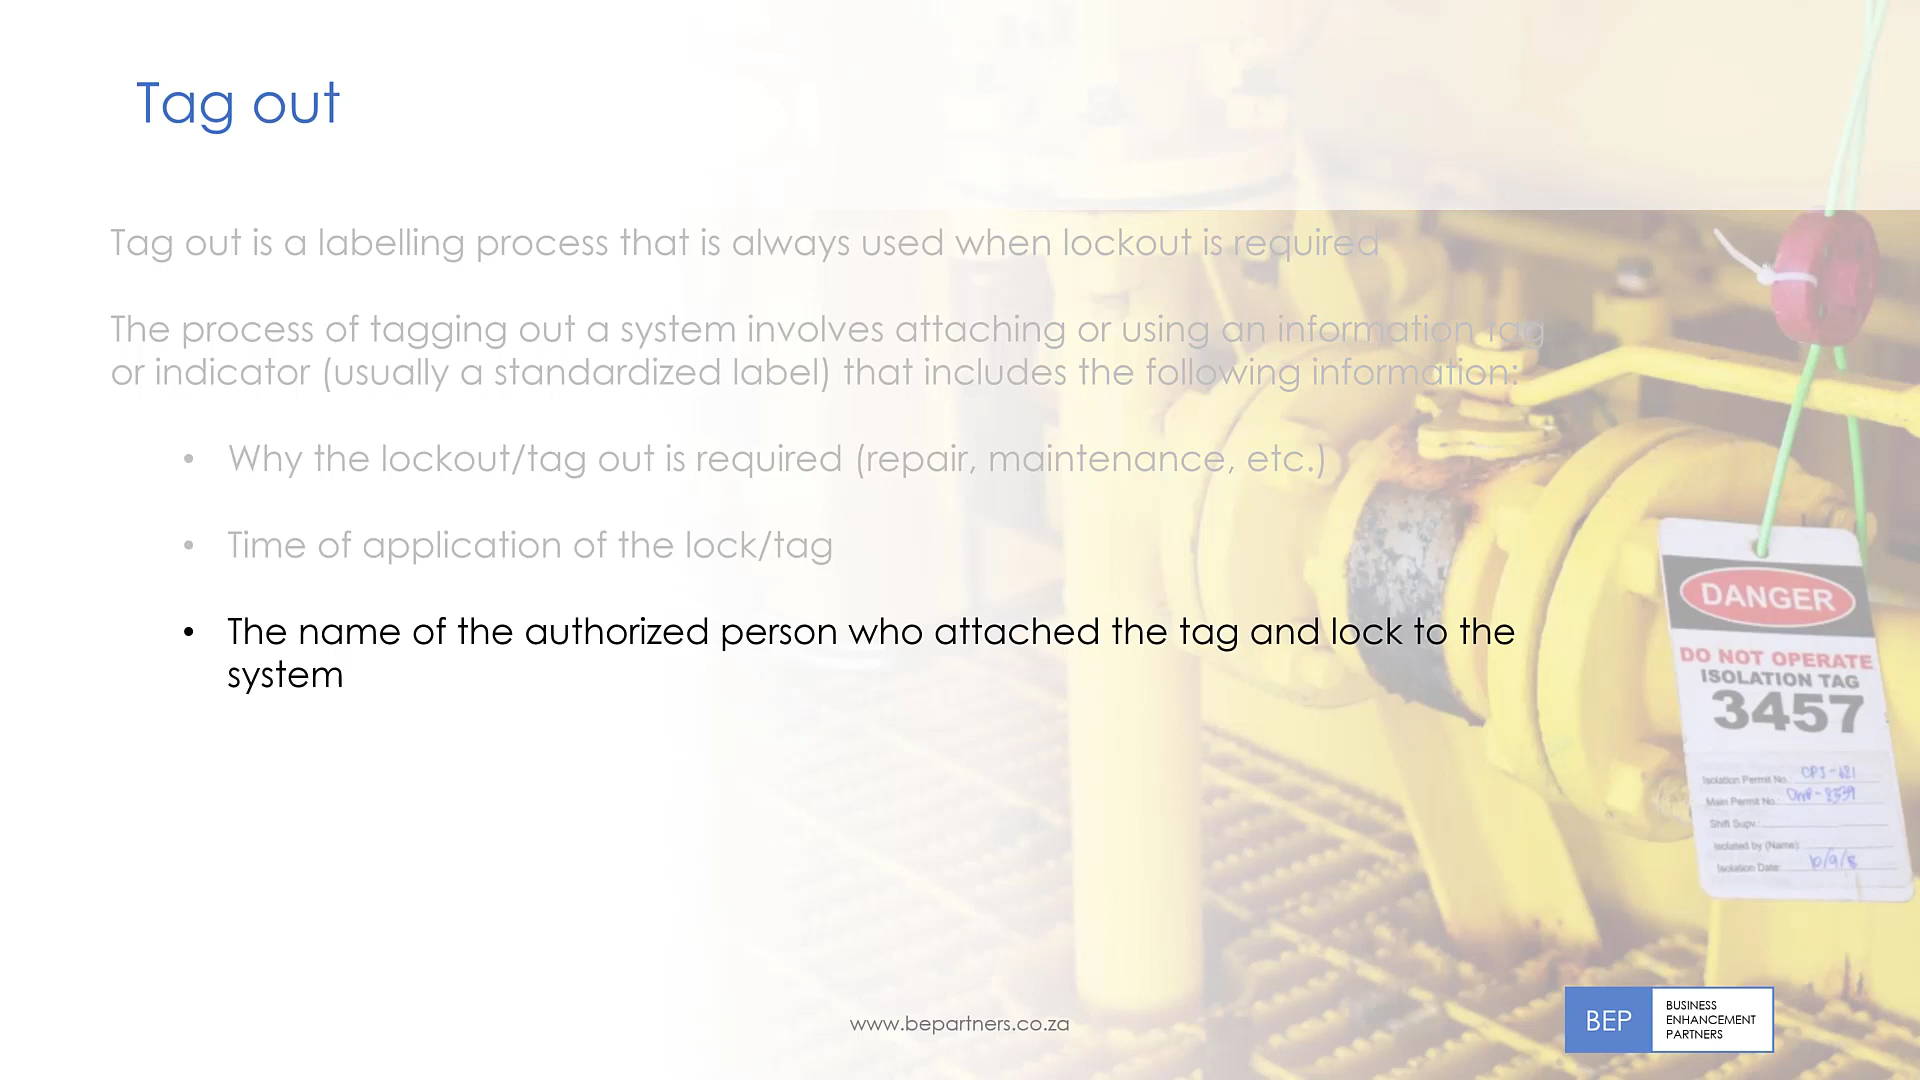 Tag out
Tag out is a labelling process that is always used when lockout is required
The process of tagging out a system involves attaching or using an information tag
or indicator (usually a standardized label) that includes the following information:
• Why the lockout/tag out is required (repair, maintenance, etc.)
• Time of application of the lock/tag
• The name of the authorized person who attached the tag and lock to the
system
DANGER
DO NOT OPERATE
ISOLATION TAG
3457
Isolation Permit No.
Main Permit No.
Shift Supv.
Isolated by (Name):
Isolation Date:
www.bepartners.co.za
BEP
BUSINESS
ENHANCEMENT
PARTNERS